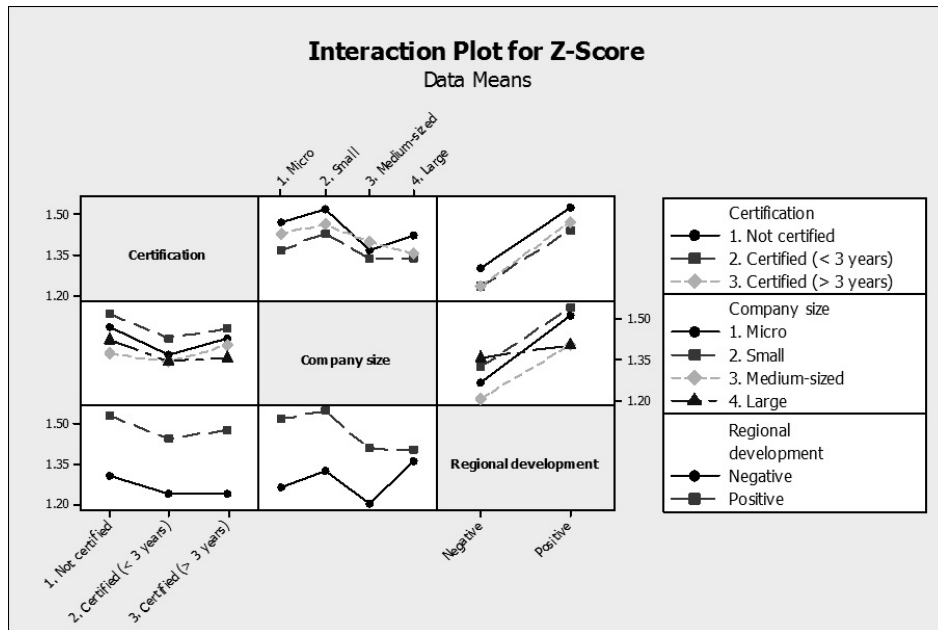 Interaction Plot for Z-Score
Data Means
1. Micro
2. Small
3. Medium-sized
4. Large
1.50
1.35
1.20
Certification
Company size
1.50
1.35
1.20
1.50
1.35
1.20
Regional development
1. Not certified
2. Certified (< 3 years)
3. Certified (> 3 years)
Negative
Positive
Certification
1. Not certified
2. Certified (< 3 years)
3. Certified (> 3 years)
Company size
1. Micro
2. Small
3. Medium-sized
4. Large
Regional
development
Negative
Positive